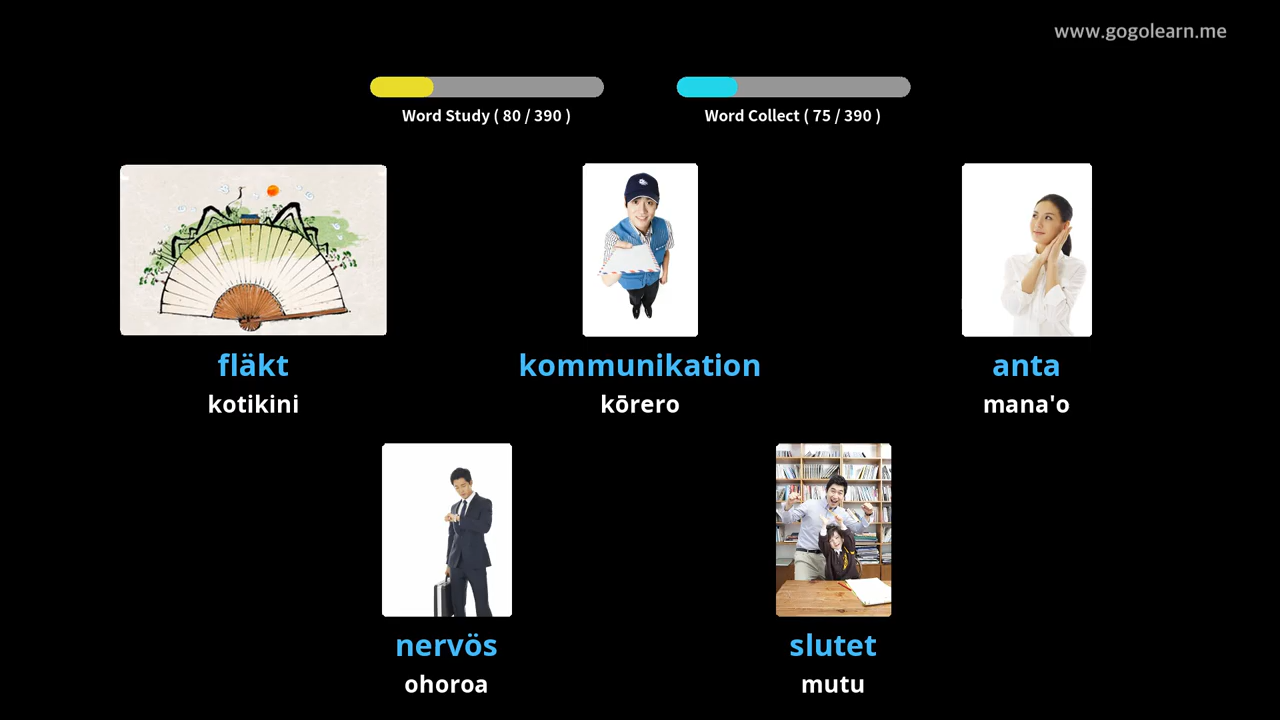 www.gogolearn.me
Word Study ( 80 / 390 )
Word Collect ( 75 / 390 )
fläkt
kotikini
kommunikation
kōrero
anta
mana'o
nervös
ohoroa
slutet
mutu